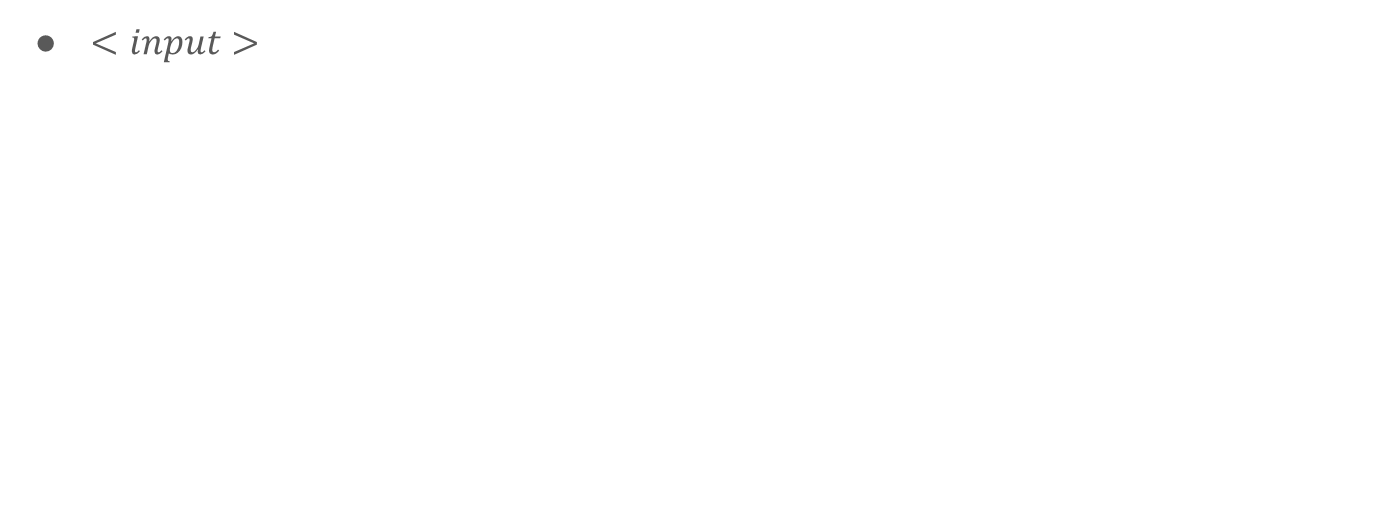 ● < input >